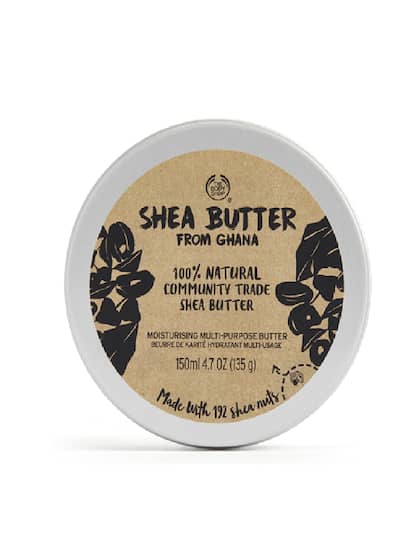 THE
BODY
SHOP
®
SHEA BUTTER
FROM GHANA
100% NATURAL
COMMUNITY TRADE
SHEA BUTTER
MOISTURISING MULTI-PURPOSE BUTTER
BEURRE DE KARITÉ HYDRATANT MULTI-USAGE
150ml 4.7 OZ (135 g)
Made with 192 shea nuts